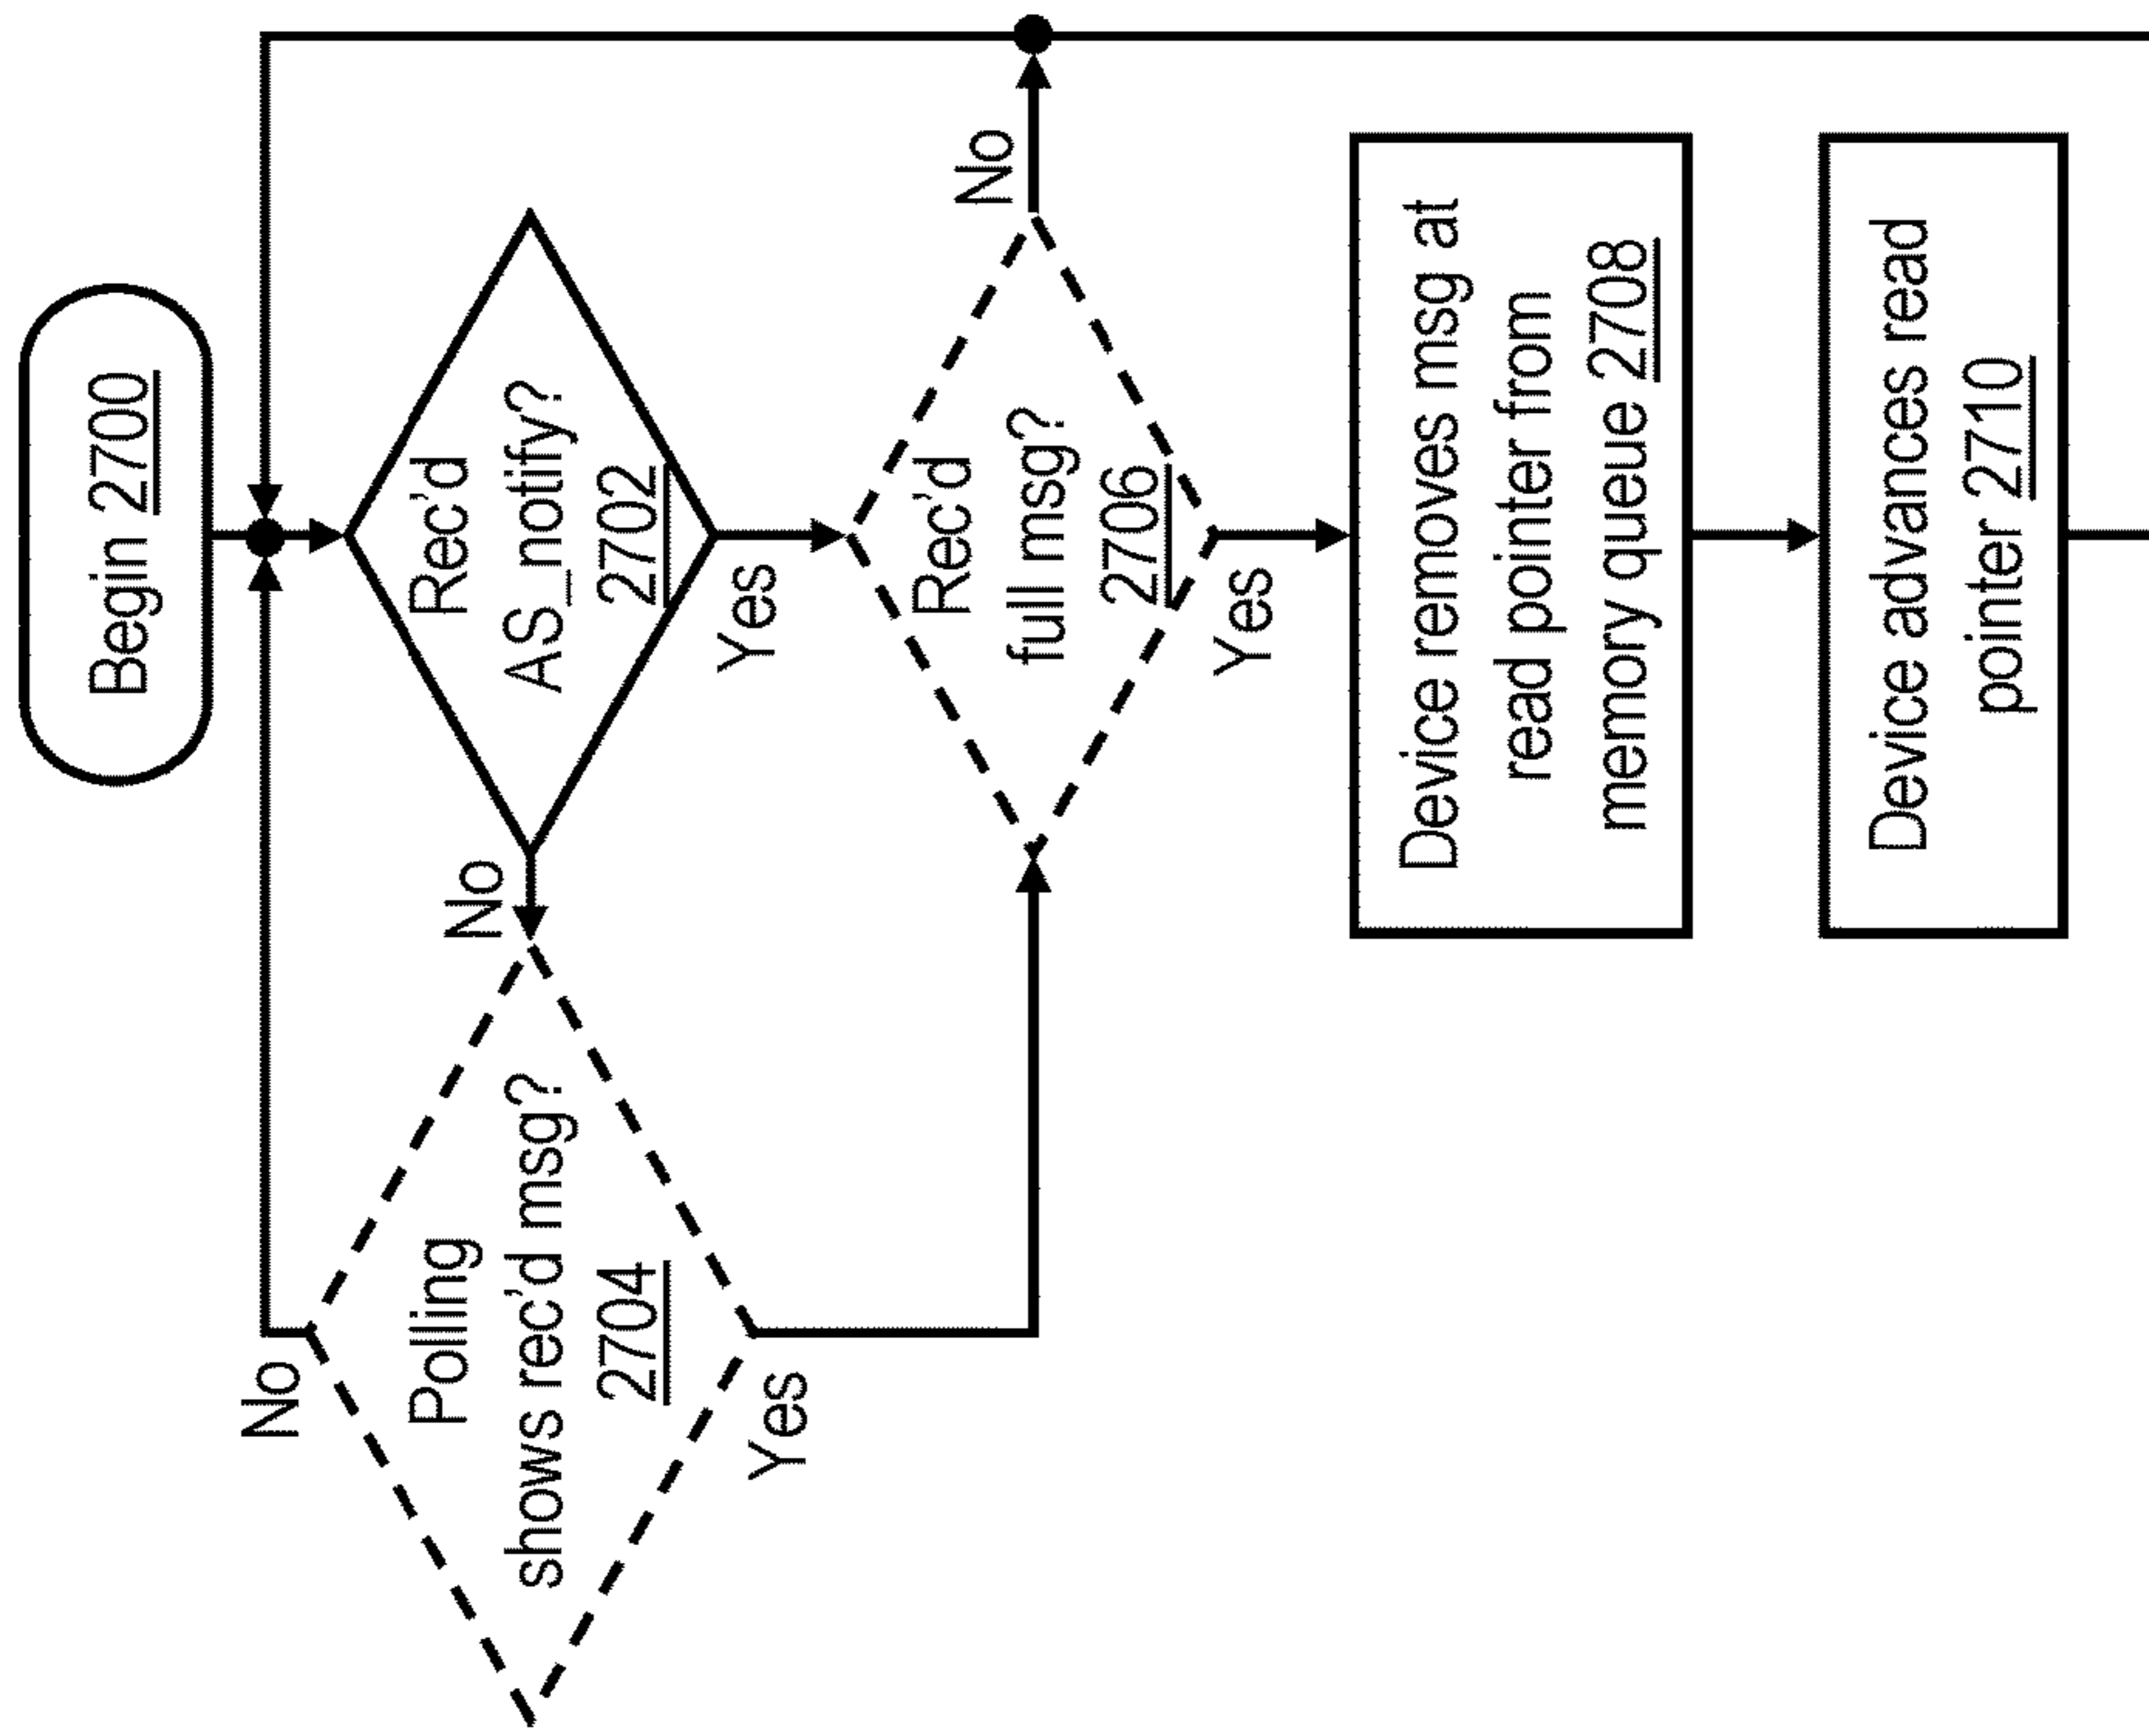 Begin 2700
Rec'd
AS_notify?
2702
No
Yes
Polling
shows rec'd msg?
2704
No
Yes
Rec'd
full msg?
2706
No
Yes
Device removes msg at
read pointer from
memory queue 2708
Device advances read
pointer 2710